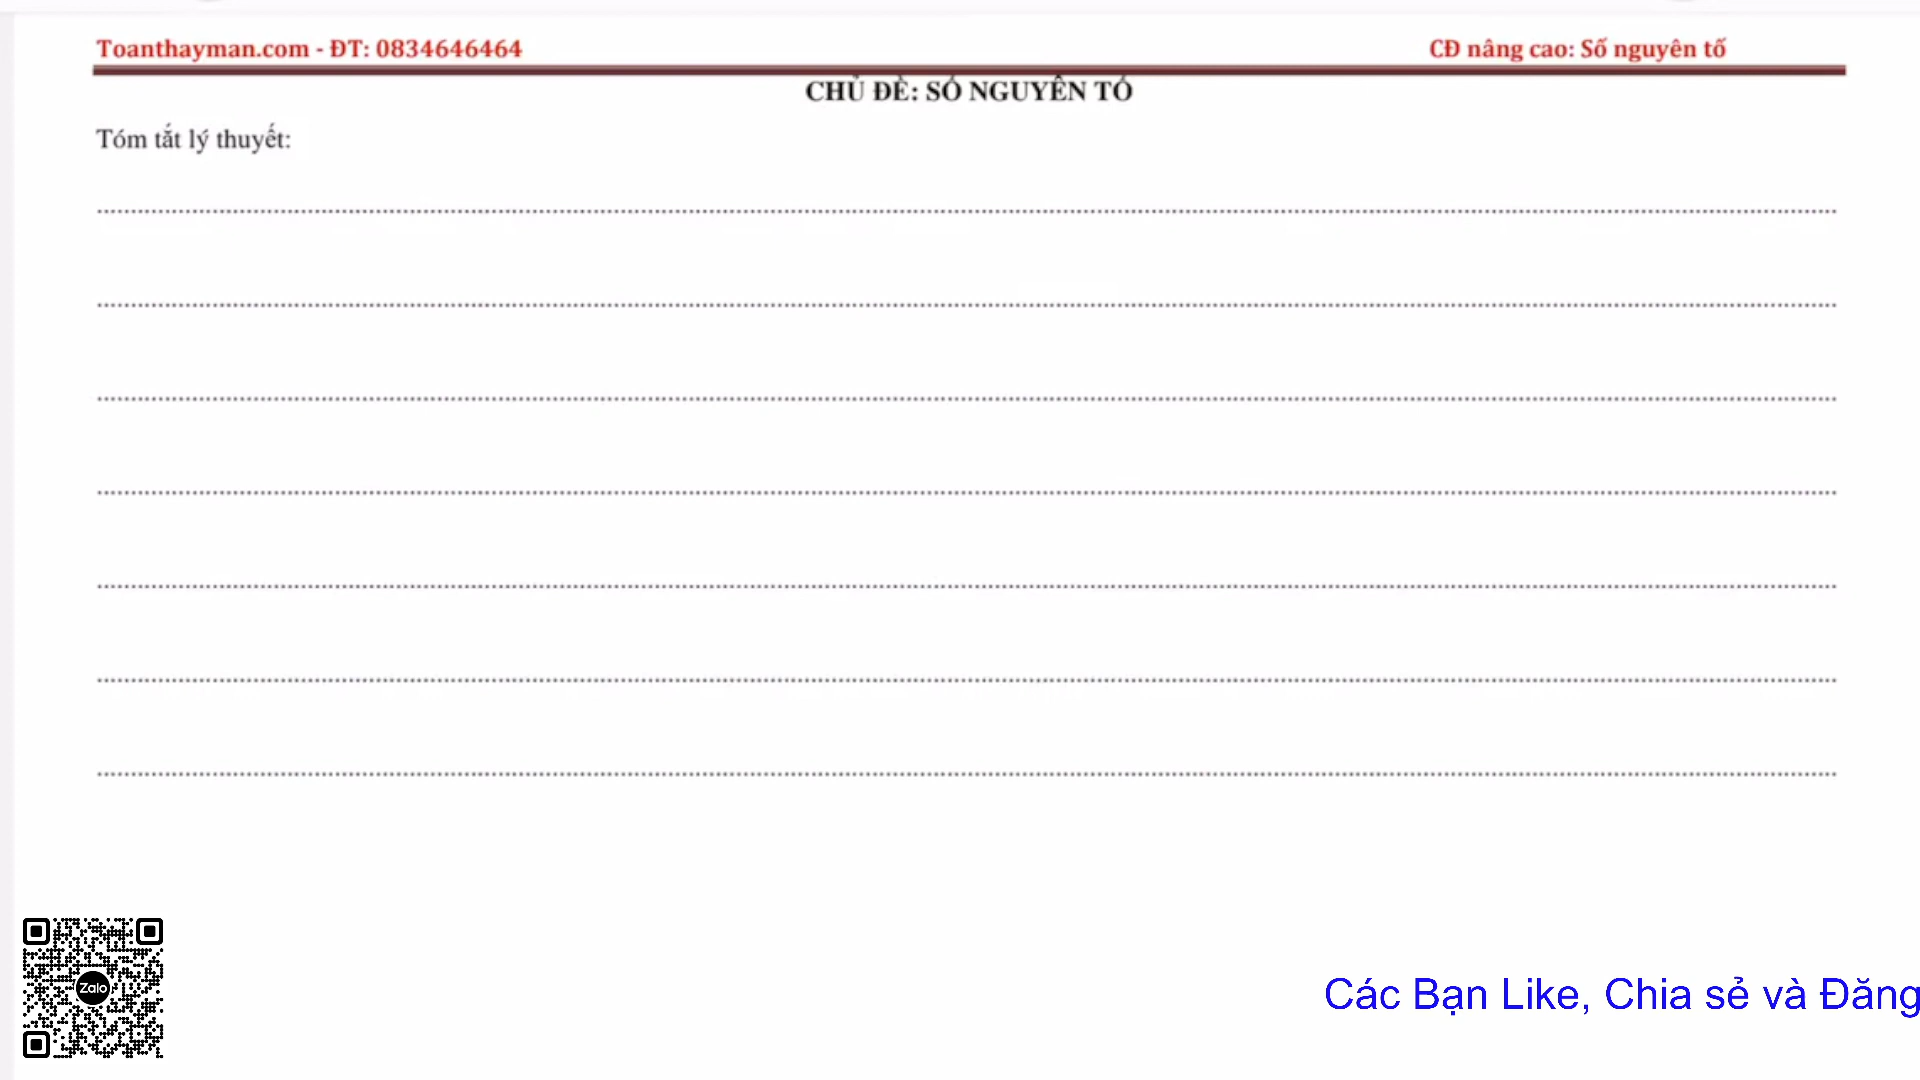 Toanthayman.com - ĐT: 0834646464
CĐ nâng cao: Số nguyên tố
CHỦ ĐỀ: SỐ NGUYÊN TỐ
Tóm tắt lý thuyết:
Zalo
Các Bạn Like, Chia sẻ và Đăng